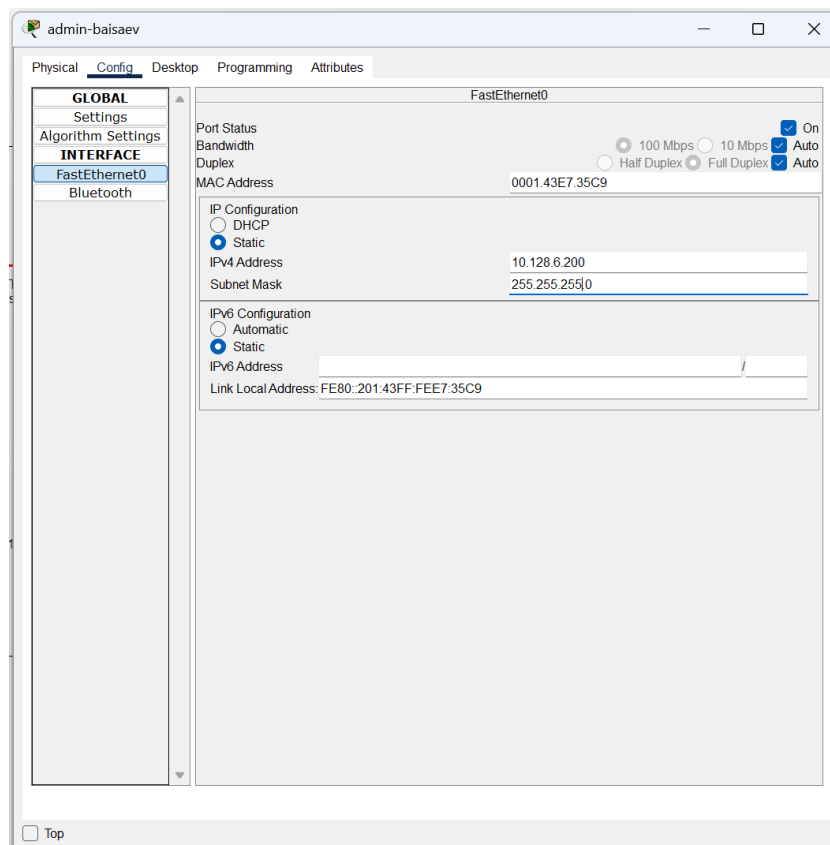 admin-baisaev
Physical Config Desktop Programming Attributes
GLOBAL
Settings
Algorithm Settings
INTERFACE
FastEthernet0
Bluetooth
FastEthernet0
Port Status On
Bandwidth 100 Mbps 10 Mbps Auto
Duplex Half Duplex Full Duplex Auto
MAC Address 0001.43E7.35C9
IP Configuration
DHCP
Static
IPv4 Address 10.128.6.200
Subnet Mask 255.255.255.0
IPv6 Configuration
Automatic
Static
IPv6 Address /
Link Local Address: FE80::201:43FF:FEE7:35C9
Top